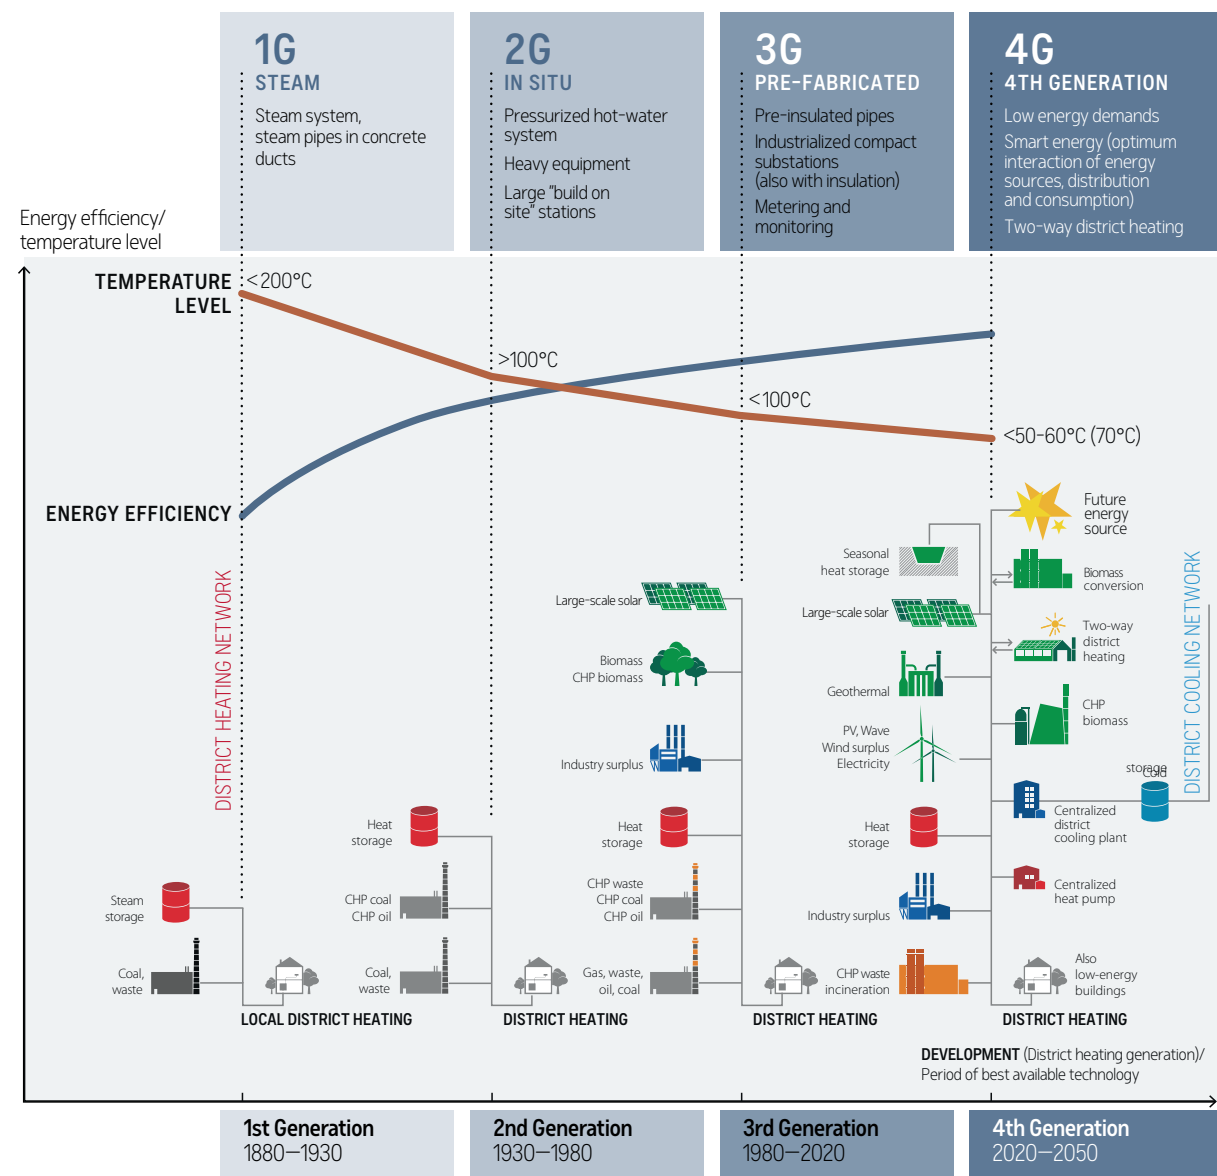 1G
STEAM
Steam system,
steam pipes in concrete
ducts
2G
IN SITU
Pressurized hot-water
system
Heavy equipment
Large "build on
site" stations
3G
PRE-FABRICATED
Pre-insulated pipes
Industrialized compact
substations
(also with insulation)
Metering and
monitoring
4G
4TH GENERATION
Low energy demands
Smart energy (optimum
interaction of energy
sources, distribution
and consumption)
Two-way district heating
Energy efficiency/
temperature level
TEMPERATURE
LEVEL
<200°C
>100°C
<100°C
<50-60°C (70°C)
ENERGY EFFICIENCY
DISTRICT HEATING NETWORK
Steam
storage
Coal,
waste
LOCAL DISTRICT HEATING
Heat
storage
CHP coal
CHP oil
Coal,
waste
DISTRICT HEATING
Large-scale solar
Biomass
CHP biomass
Industry surplus
Heat
storage
CHP waste
CHP coal
CHP oil
Gas, waste,
oil, coal
DISTRICT HEATING
Seasonal
heat storage
Large-scale solar
Geothermal
PV, Wave
Wind surplus
Electricity
Heat
storage
Industry surplus
CHP waste
incineration
Future
energy
source
Biomass
conversion
Two-way
district
heating
CHP
biomass
storage
Cold
Centralized
district
cooling plant
Centralized
heat pump
Also
low-energy
buildings
DISTRICT HEATING
DISTRICT COOLING NETWORK
DEVELOPMENT (District heating generation)/
Period of best available technology
1st Generation
1880—1930
2nd Generation
1930—1980
3rd Generation
1980—2020
4th Generation
2020—2050